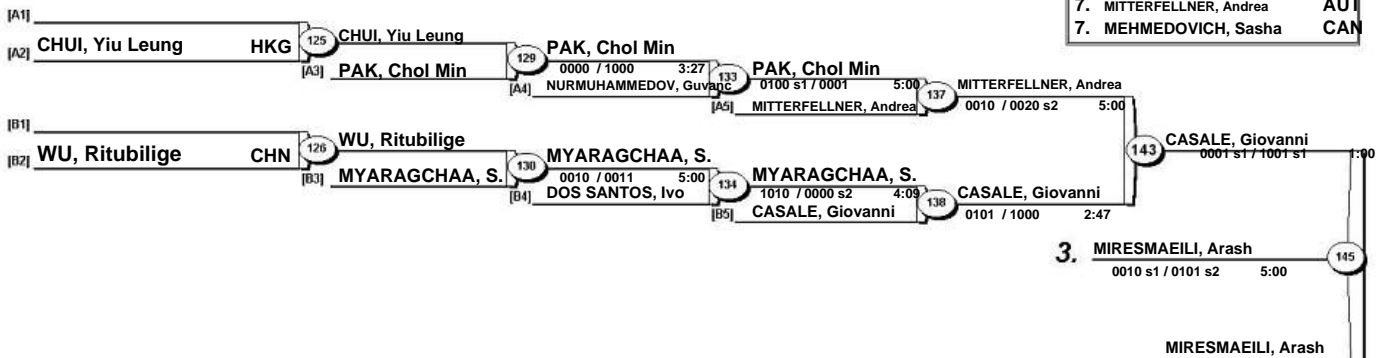 7. MITTERFELLNER, Andrea AUT
7. MEHMEDOVICH, Sasha CAN
[A1]
[A2] CHUI, Yiu Leung HKG 125 CHUI, Yiu Leung
[A3] PAK, Chol Min
129 PAK, Chol Min
0000 / 1000 3:27
[A4] NURMUHAMMEDOV, Guvanc
133 PAK, Chol Min
0100 s1 / 0001 5:00
[A5] MITTERFELLNER, Andrea
137 MITTERFELLNER, Andrea
0010 / 0020 s2 5:00
[B1]
[B2] WU, Ritubilige CHN 126 WU, Ritubilige
[B3] MYARAGCHAA, S.
130 MYARAGCHAA, S.
0010 / 0011 5:00
[B4] DOS SANTOS, Ivo
134 MYARAGCHAA, S.
1010 / 0000 s2 4:09
[B5] CASALE, Giovanni
138 CASALE, Giovanni
0101 / 1000 2:47
143 CASALE, Giovanni
0001 s1 / 1001 s1 1:00
3. MIRESMAEILI, Arash 145
0010 s1 / 0101 s2 5:00
MIRESMAEILI, Arash